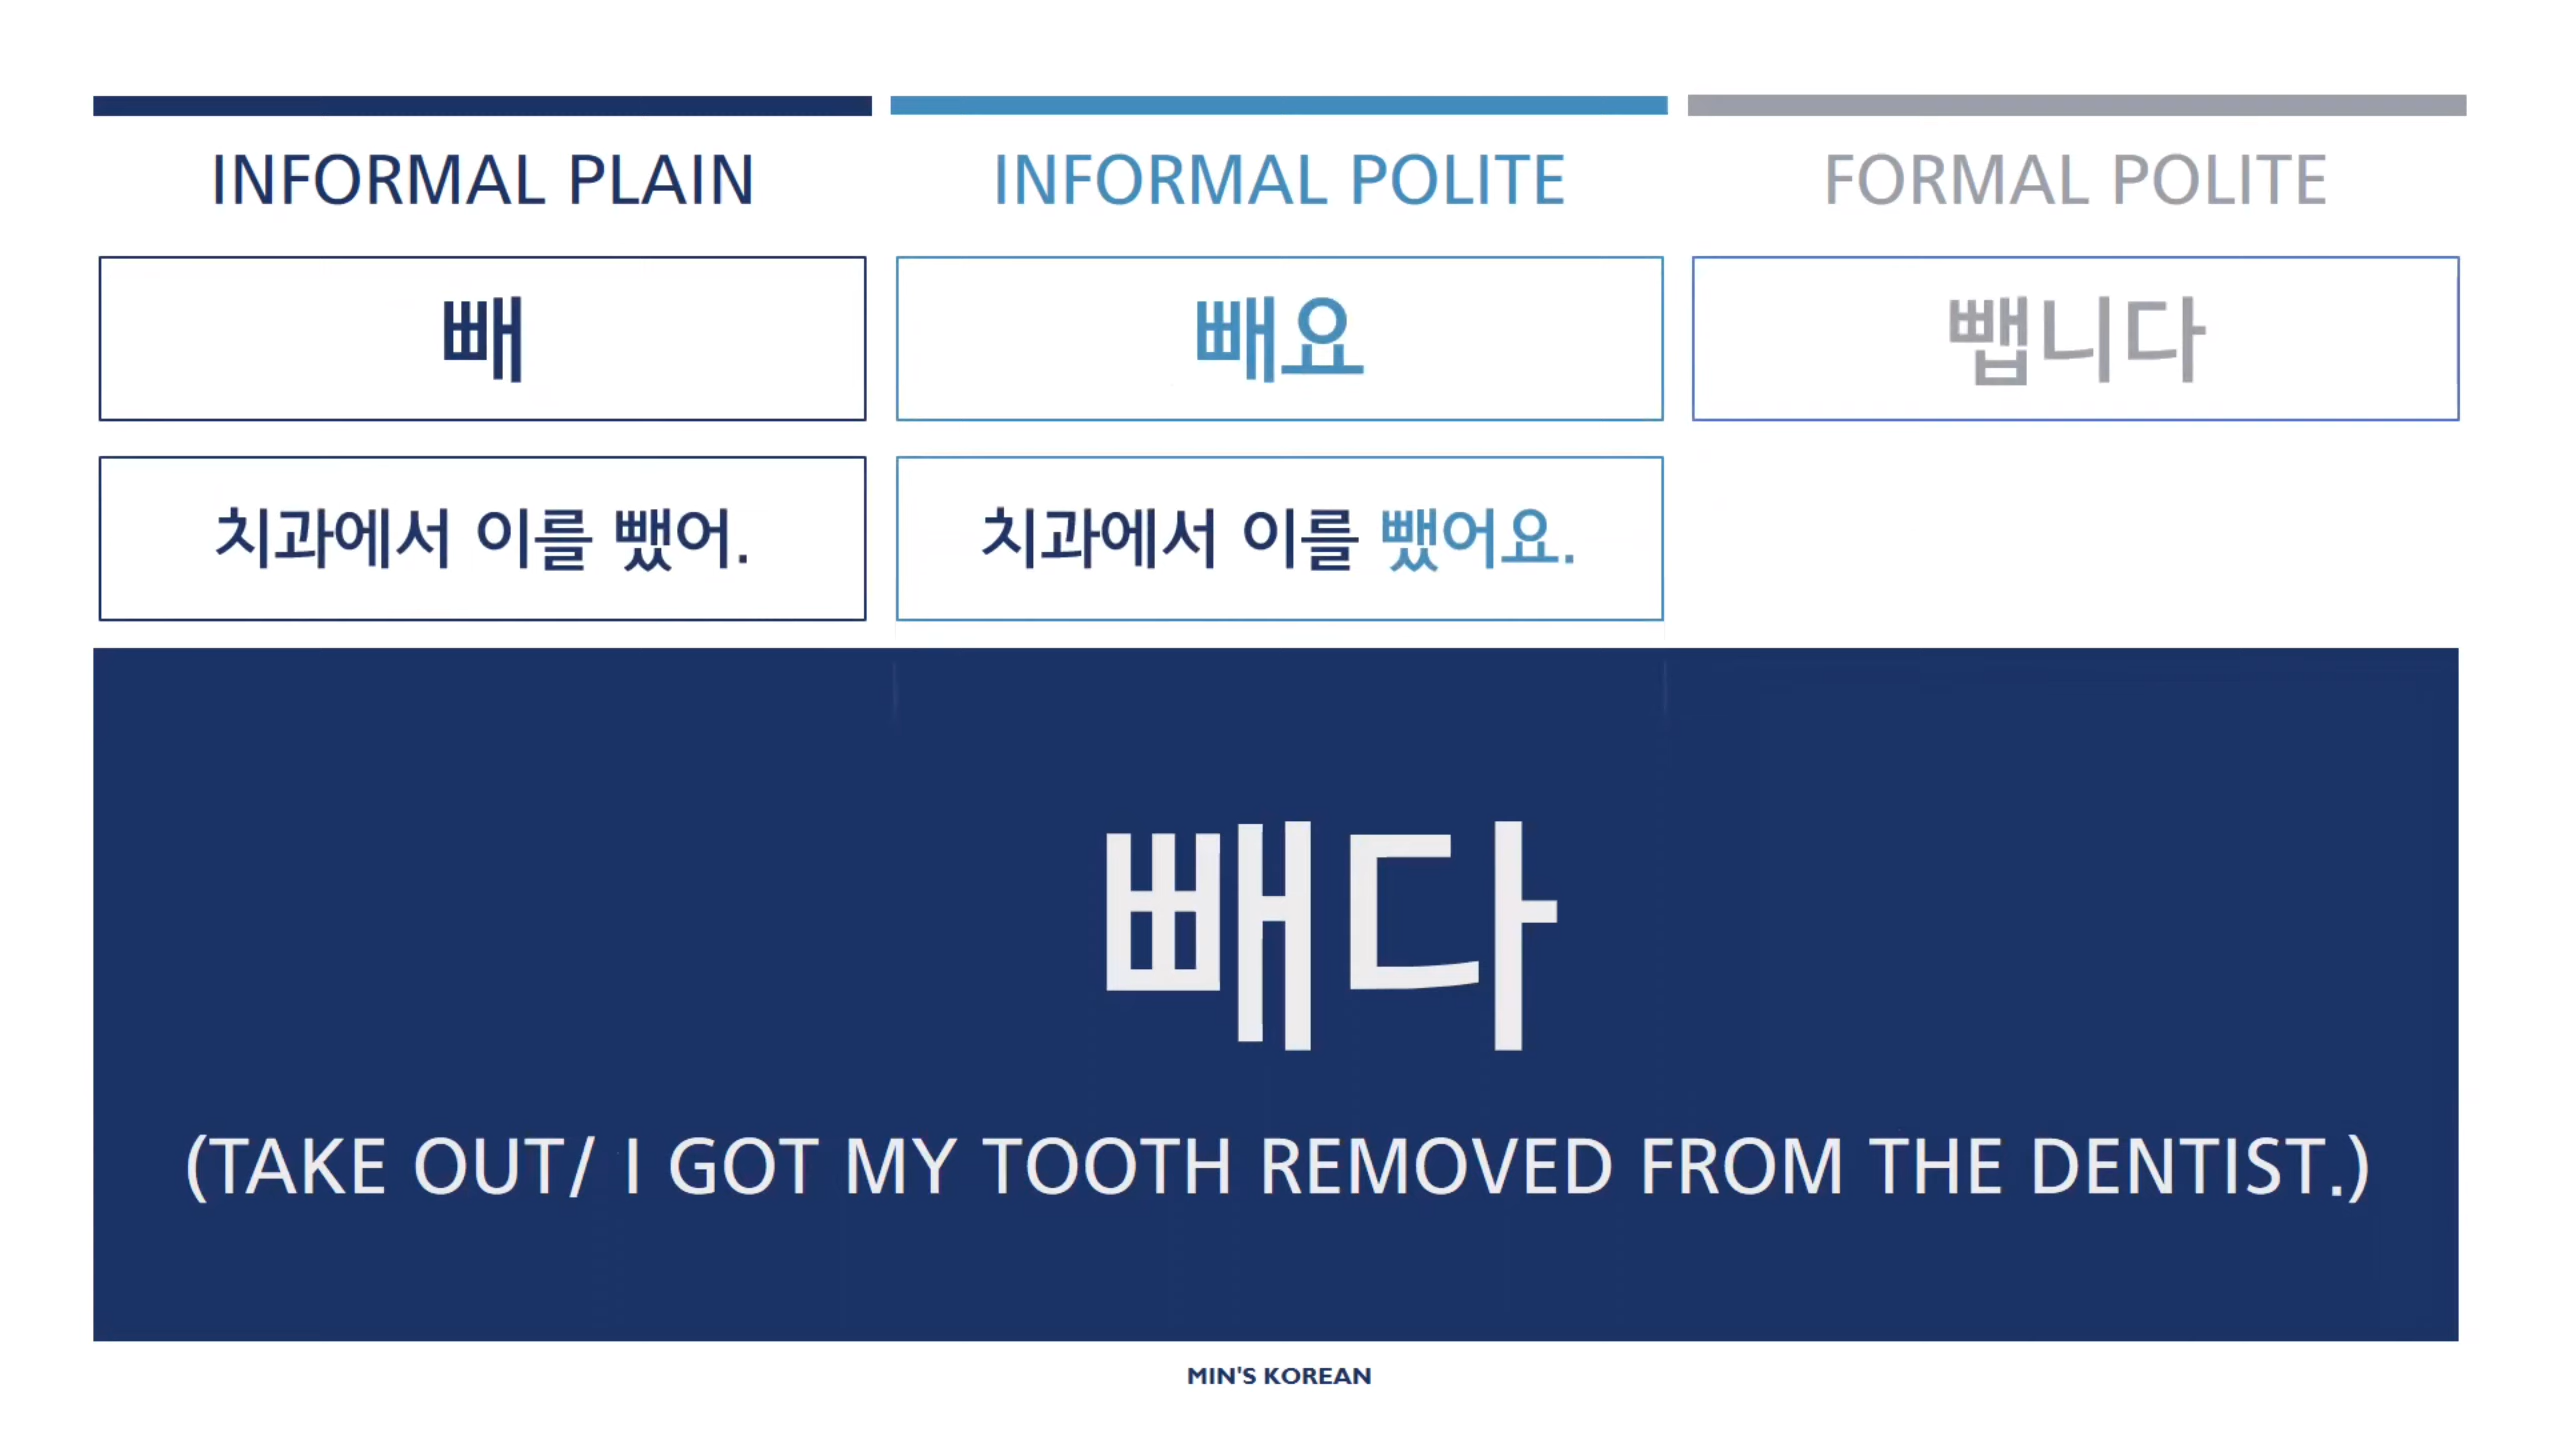 INFORMAL PLAIN
INFORMAL POLITE
FORMAL POLITE
빼
빼요
뺍니다
치과에서 이를 뺐어.
치과에서 이를 뺐어요.
빼다
(TAKE OUT/ I GOT MY TOOTH REMOVED FROM THE DENTIST.)
MIN'S KOREAN